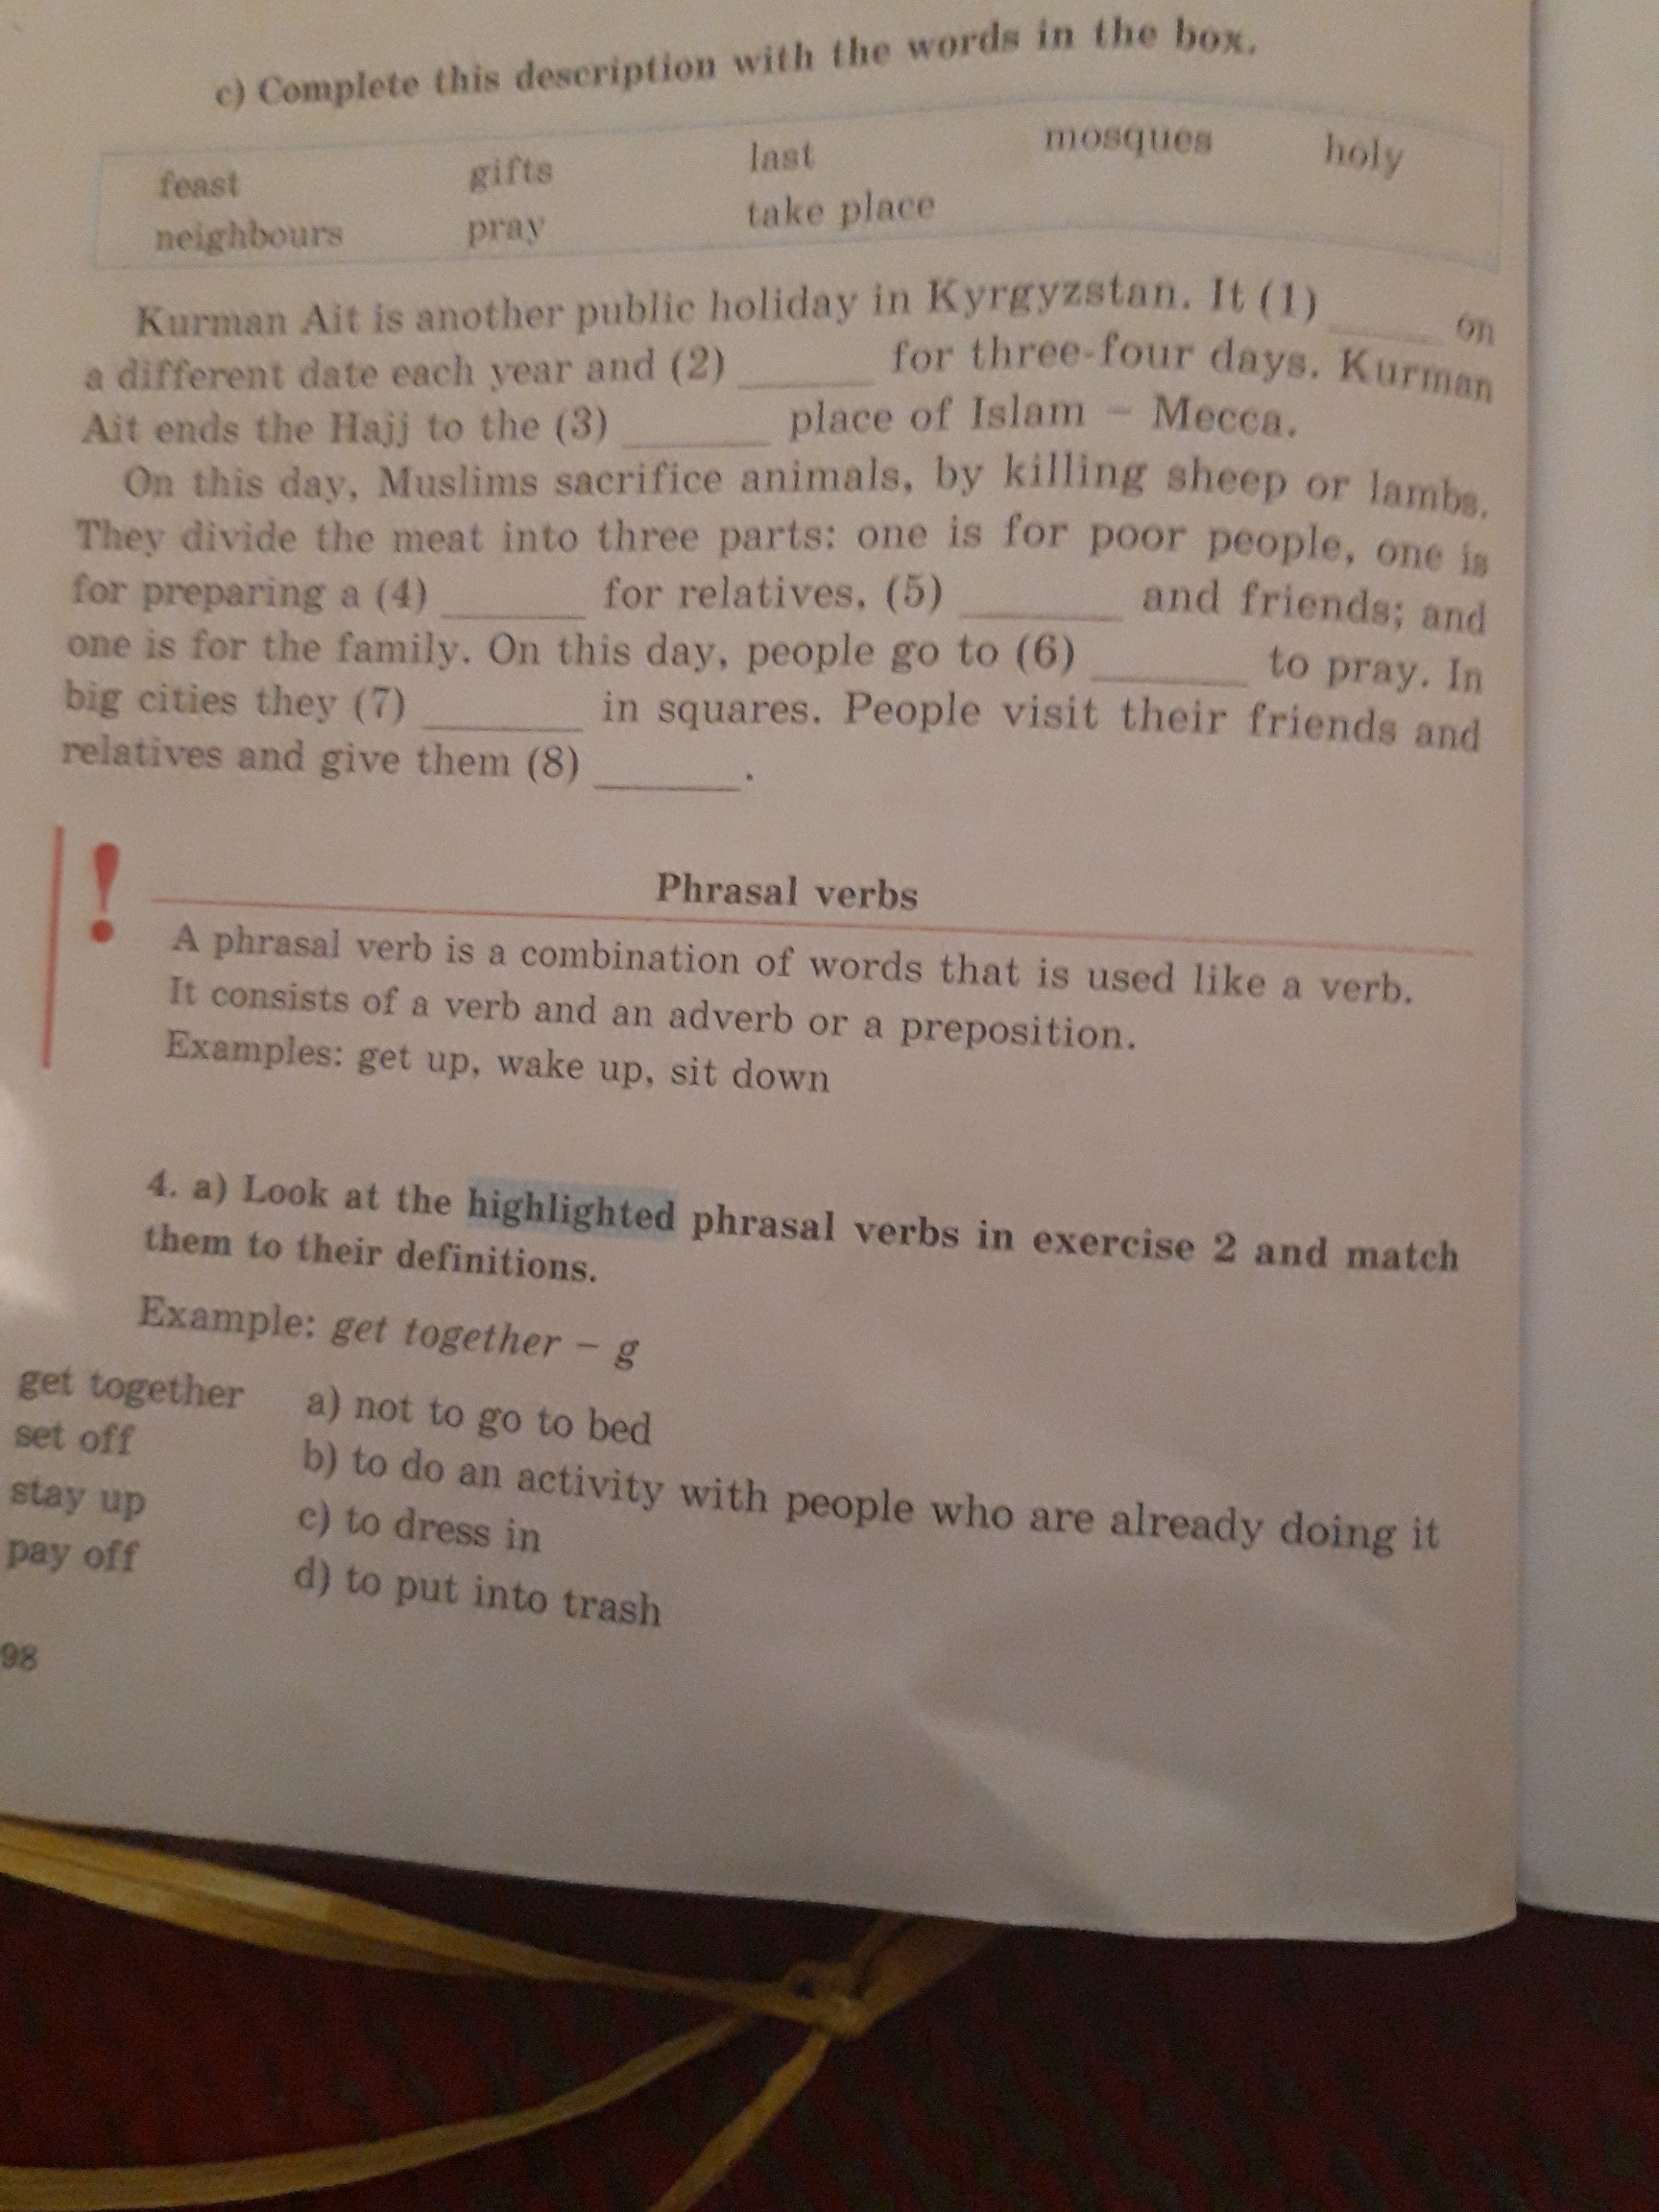 c) Complete this description with the words in the box.
feast gifts last mosques holy
neighbours pray take place
Kurman Ait is another public holiday in Kyrgyzstan. It (1) ______ on
a different date each year and (2) ______ for three-four days. Kurman
Ait ends the Hajj to the (3) ______ place of Islam – Mecca.
On this day, Muslims sacrifice animals, by killing sheep or lambs.
They divide the meat into three parts: one is for poor people, one is
for preparing a (4) ______ for relatives, (5) ______ and friends; and
one is for the family. On this day, people go to (6) ______ to pray. In
big cities they (7) ______ in squares. People visit their friends and
relatives and give them (8) ______.
!
Phrasal verbs
A phrasal verb is a combination of words that is used like a verb.
It consists of a verb and an adverb or a preposition.
Examples: get up, wake up, sit down
4. a) Look at the highlighted phrasal verbs in exercise 2 and match
them to their definitions.
Example: get together – g
get together a) not to go to bed
set off b) to do an activity with people who are already doing it
stay up c) to dress in
pay off d) to put into trash
98